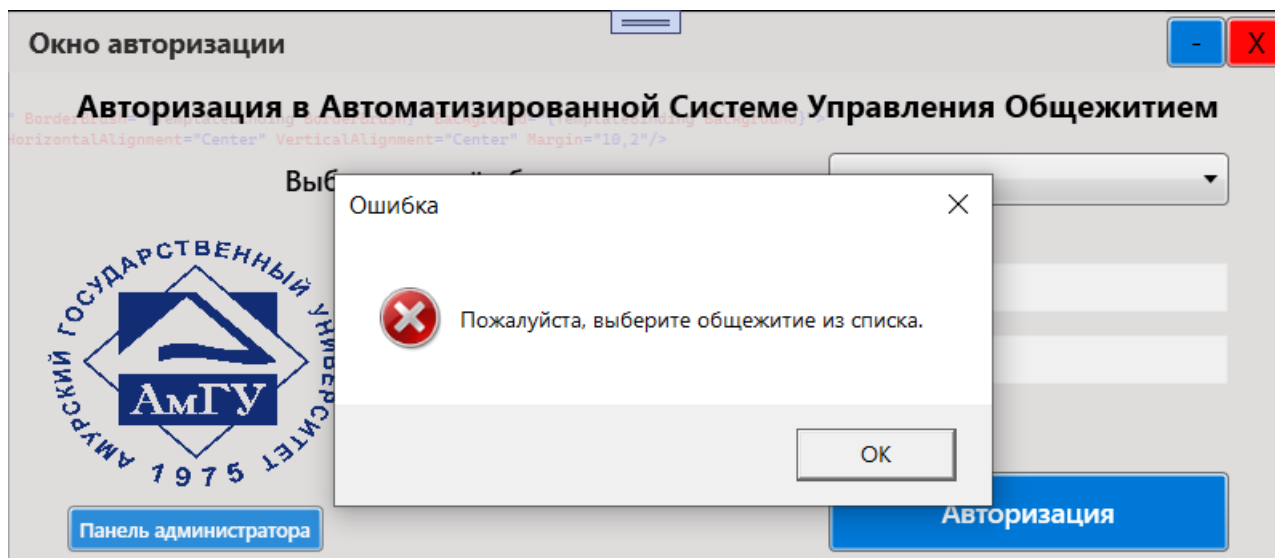 Окно авторизации
- X
Авторизация в Автоматизированной Системе Управления Общежитием
HorizontalAlignment="Center" VerticalAlignment="Center" Margin="10,2"/>
Ошибка
Пожалуйста, выберите общежитие из списка.
OK
АМУРСКИЙ ГОСУДАРСТВЕННЫЙ УНИВЕРСИТЕТ
АмГУ
1975
Панель администратора
Авторизация